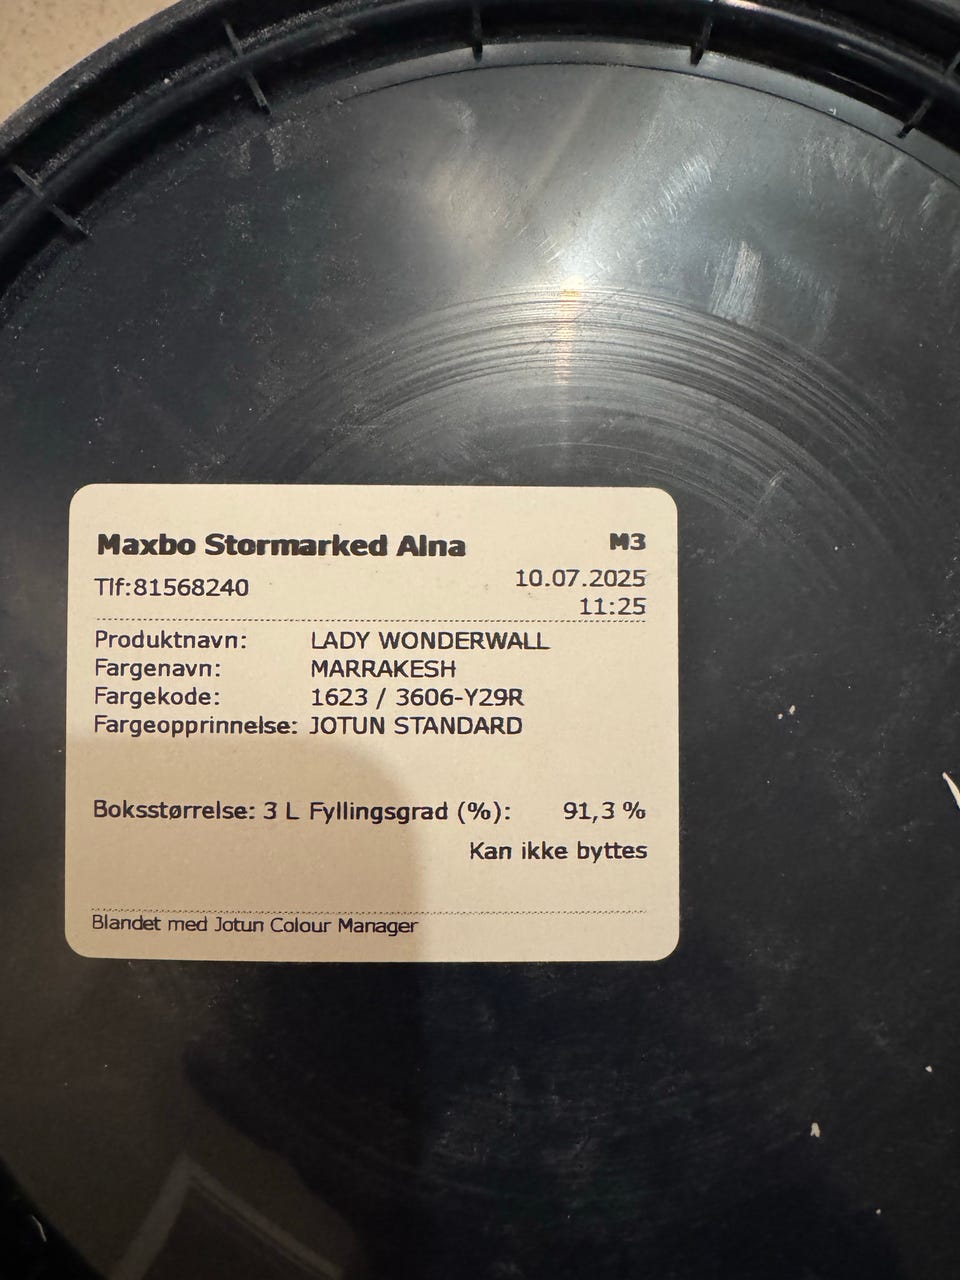 Maxbo Stormarked Alna M3
Tlf:81568240 10.07.2025
11:25
Produktnavn: LADY WONDERWALL
Fargenavn: MARRAKESH
Fargekode: 1623 / 3606-Y29R
Fargeopprinnelse: JOTUN STANDARD
Boksstørrelse: 3 L Fyllingsgrad (%): 91,3 %
Kan ikke byttes
Blandet med Jotun Colour Manager